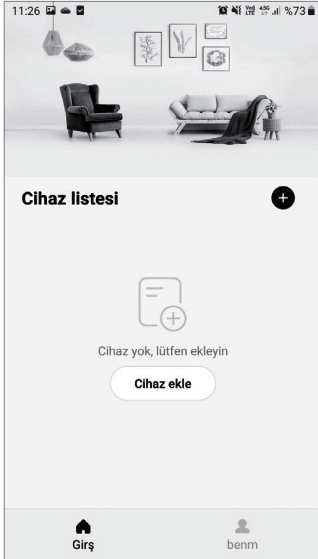 11:26 %73
Cihaz listesi
Cihaz yok, lütfen ekleyin
Cihaz ekle
Girş
benm